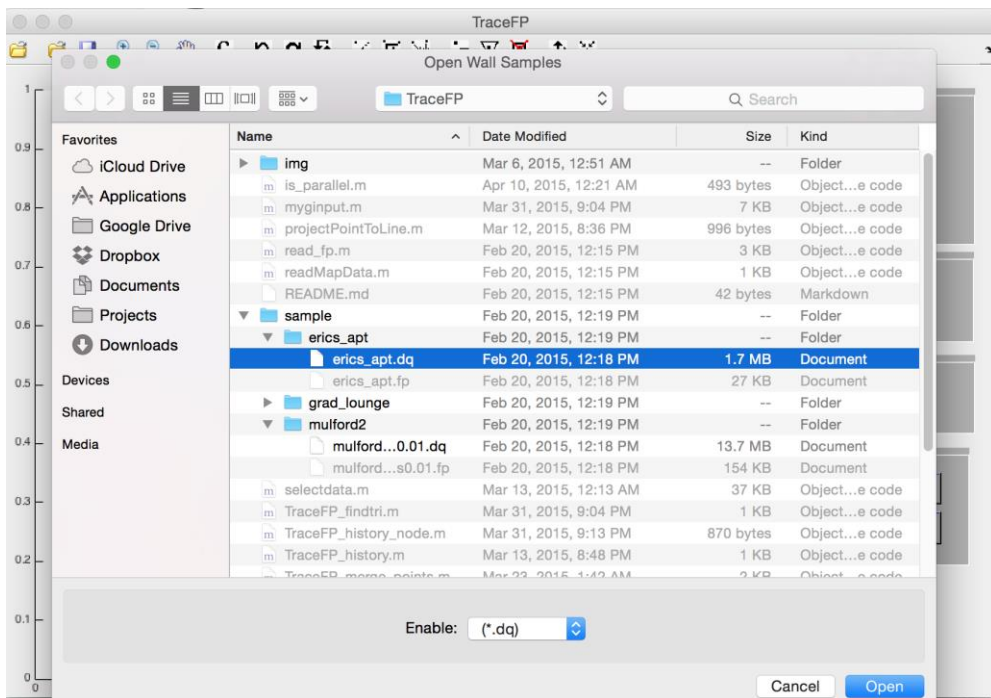 TraceFP
Open Wall Samples
TraceFP
Search
Favorites
iCloud Drive
Applications
Google Drive
Dropbox
Documents
Projects
Downloads
Devices
Shared
Media
Name Date Modified Size Kind
img Mar 6, 2015, 12:51 AM -- Folder
is_parallel.m Apr 10, 2015, 12:21 AM 493 bytes Object...e code
myginput.m Mar 31, 2015, 9:04 PM 7 KB Object...e code
projectPointToLine.m Mar 12, 2015, 8:36 PM 996 bytes Object...e code
read_fp.m Feb 20, 2015, 12:15 PM 3 KB Object...e code
readMapData.m Feb 20, 2015, 12:15 PM 1 KB Object...e code
README.md Feb 20, 2015, 12:15 PM 42 bytes Markdown
sample Feb 20, 2015, 12:19 PM -- Folder
erics_apt Feb 20, 2015, 12:19 PM -- Folder
erics_apt.dq Feb 20, 2015, 12:18 PM 1.7 MB Document
erics_apt.fp Feb 20, 2015, 12:18 PM 27 KB Document
grad_lounge Feb 20, 2015, 12:19 PM -- Folder
mulford2 Feb 20, 2015, 12:19 PM -- Folder
mulford...0.01.dq Feb 20, 2015, 12:18 PM 13.7 MB Document
mulford...s0.01.fp Feb 20, 2015, 12:18 PM 154 KB Document
selectdata.m Mar 13, 2015, 12:13 AM 37 KB Object...e code
TraceFP_findtri.m Mar 31, 2015, 9:04 PM 1 KB Object...e code
TraceFP_history_node.m Mar 31, 2015, 9:13 PM 870 bytes Object...e code
TraceFP_history.m Mar 13, 2015, 8:48 PM 1 KB Object...e code
TraceFP_merge_points.m Mar 23, 2015, 1:42 AM 2 KB Object...e code
Enable: (*.dq)
Cancel Open
1
0.9
0.8
0.7
0.6
0.5
0.4
0.3
0.2
0.1
0
0